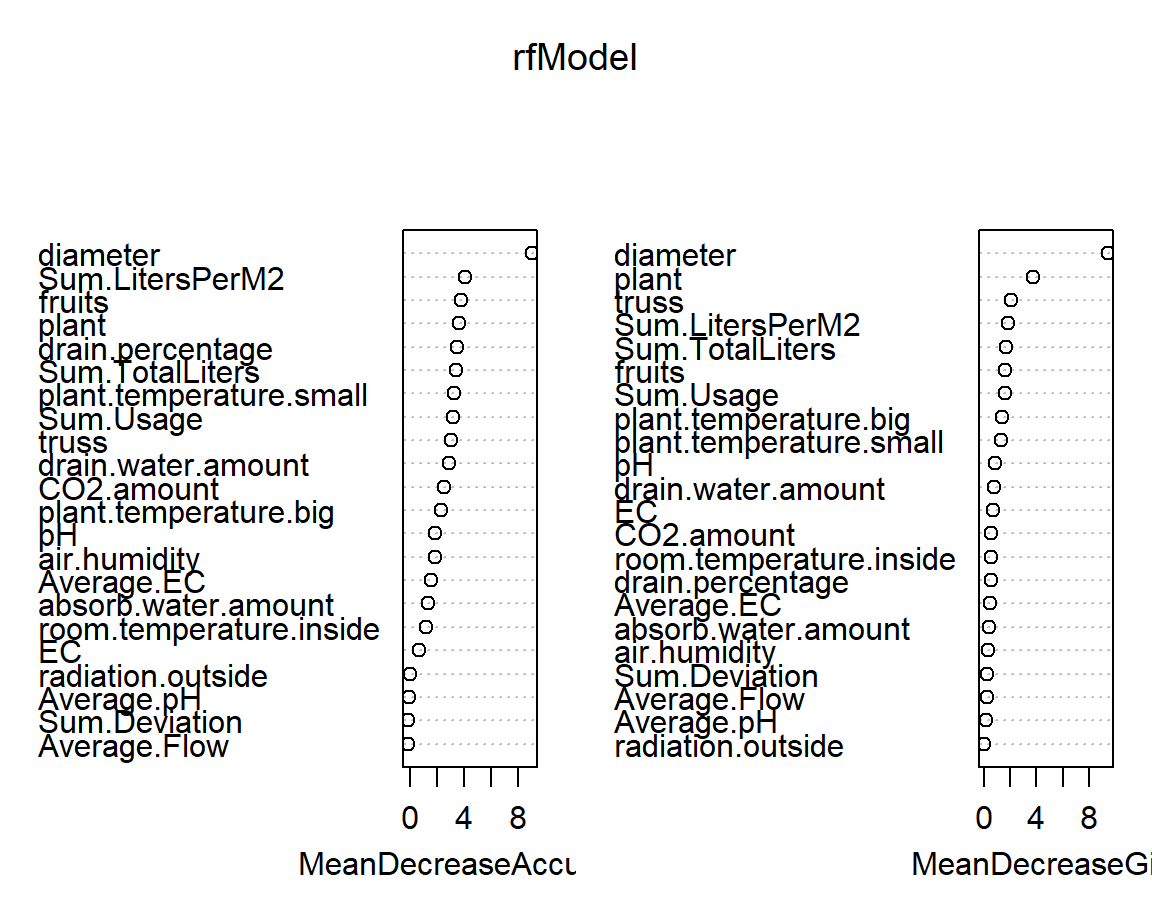 rfModel
diameter
Sum.LitersPerM2
fruits
plant
drain.percentage
Sum.TotalLiters
plant.temperature.small
Sum.Usage
truss
drain.water.amount
CO2.amount
plant.temperature.big
pH
air.humidity
Average.EC
absorb.water.amount
room.temperature.inside
EC
radiation.outside
Average.pH
Sum.Deviation
Average.Flow
0 4 8
MeanDecreaseAccu
diameter
plant
truss
Sum.LitersPerM2
Sum.TotalLiters
fruits
Sum.Usage
plant.temperature.big
plant.temperature.small
pH
drain.water.amount
EC
CO2.amount
room.temperature.inside
drain.percentage
Average.EC
absorb.water.amount
air.humidity
Sum.Deviation
Average.Flow
Average.pH
radiation.outside
0 4 8
MeanDecreaseGi